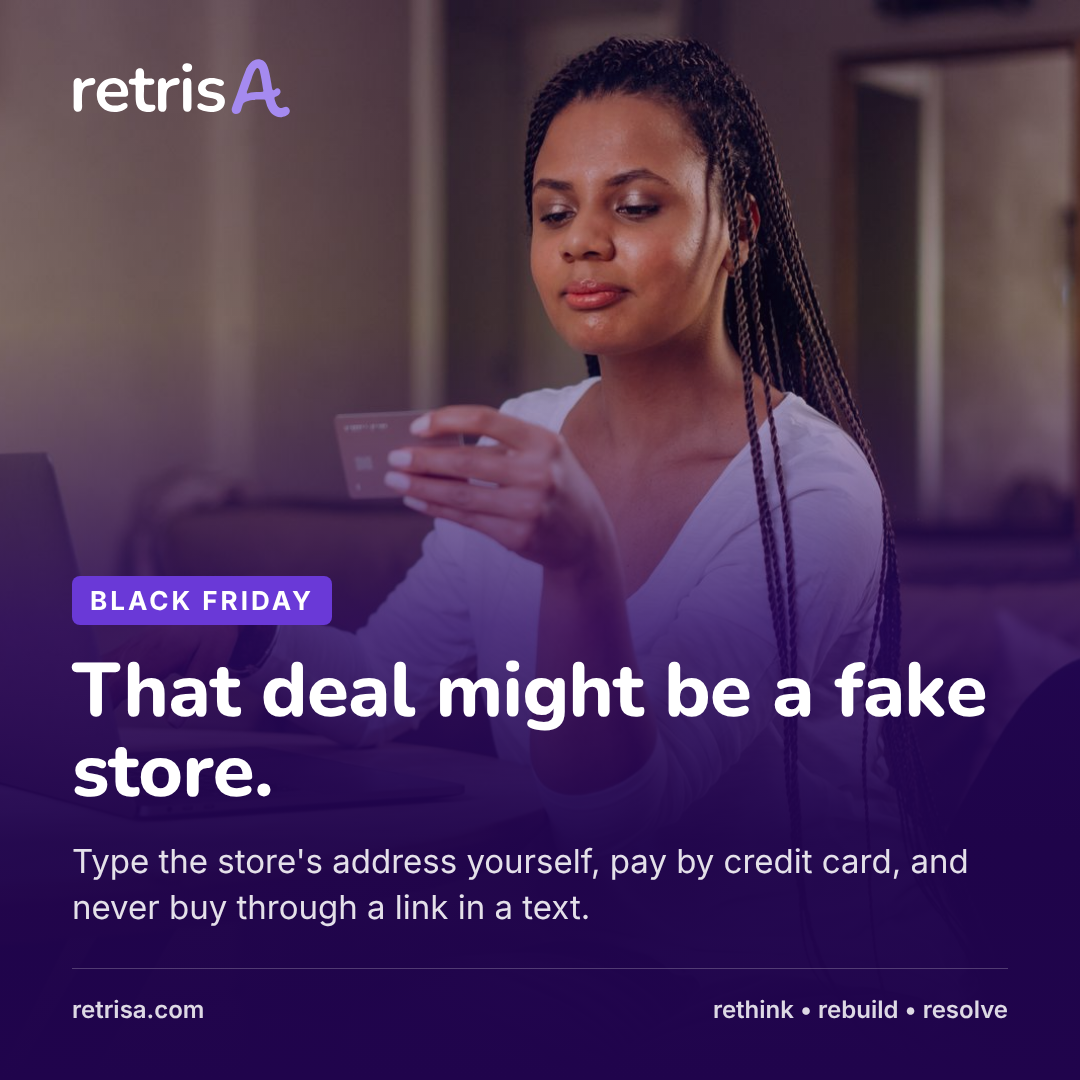 retrisA
BLACK FRIDAY
That deal might be a fake
store.
Type the store's address yourself, pay by credit card, and
never buy through a link in a text.
retrisa.com
rethink • rebuild • resolve